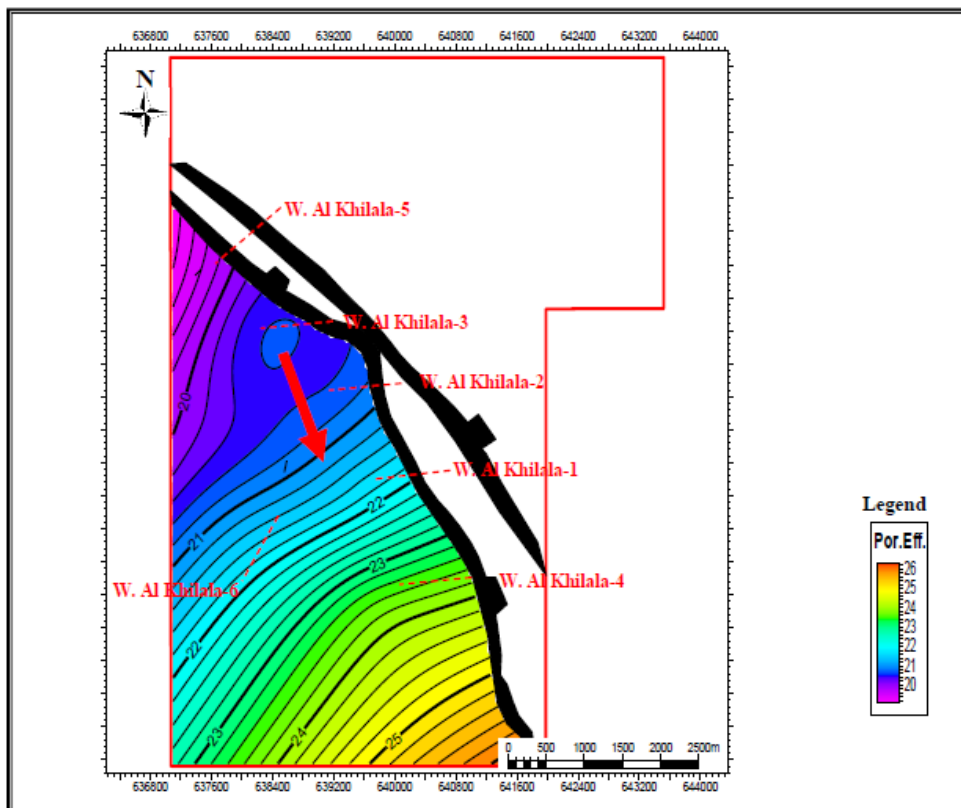 636800 637600 638400 639200 640000 640800 641600 642400 643200 644000
N
W. Al Khilala-5
W. Al Khilala-3
W. Al Khilala-2
20
W. Al Khilala-1
22
21
23
W. Al Khilala-4
W. Al Khilala-6
22
23
24
25
Legend
Por.Eff.
26
25
24
23
22
21
20
0 500 1000 1500 2000 2500m
636800 637600 638400 639200 640000 640800 641600 642400 643200 644000